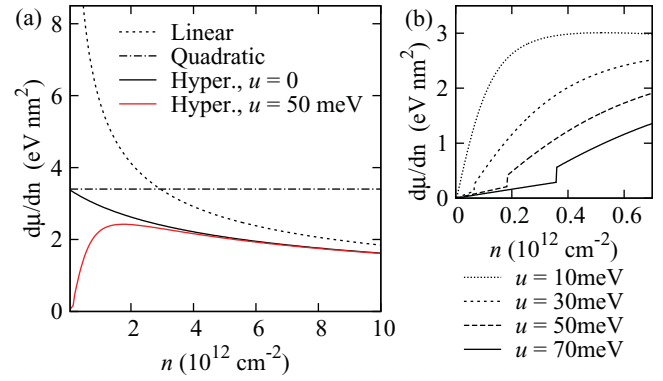 (a)
8
6
4
2
0
dμ/dn (eV nm²)
Linear
Quadratic
Hyper., u = 0
Hyper., u = 50 meV
0 2 4 6 8 10
n (10¹² cm⁻²)
(b)
4
3
2
1
0
dμ/dn (eV nm²)
0 0.2 0.4 0.6
n (10¹² cm⁻²)
u = 10meV
u = 30meV
u = 50meV
u = 70meV